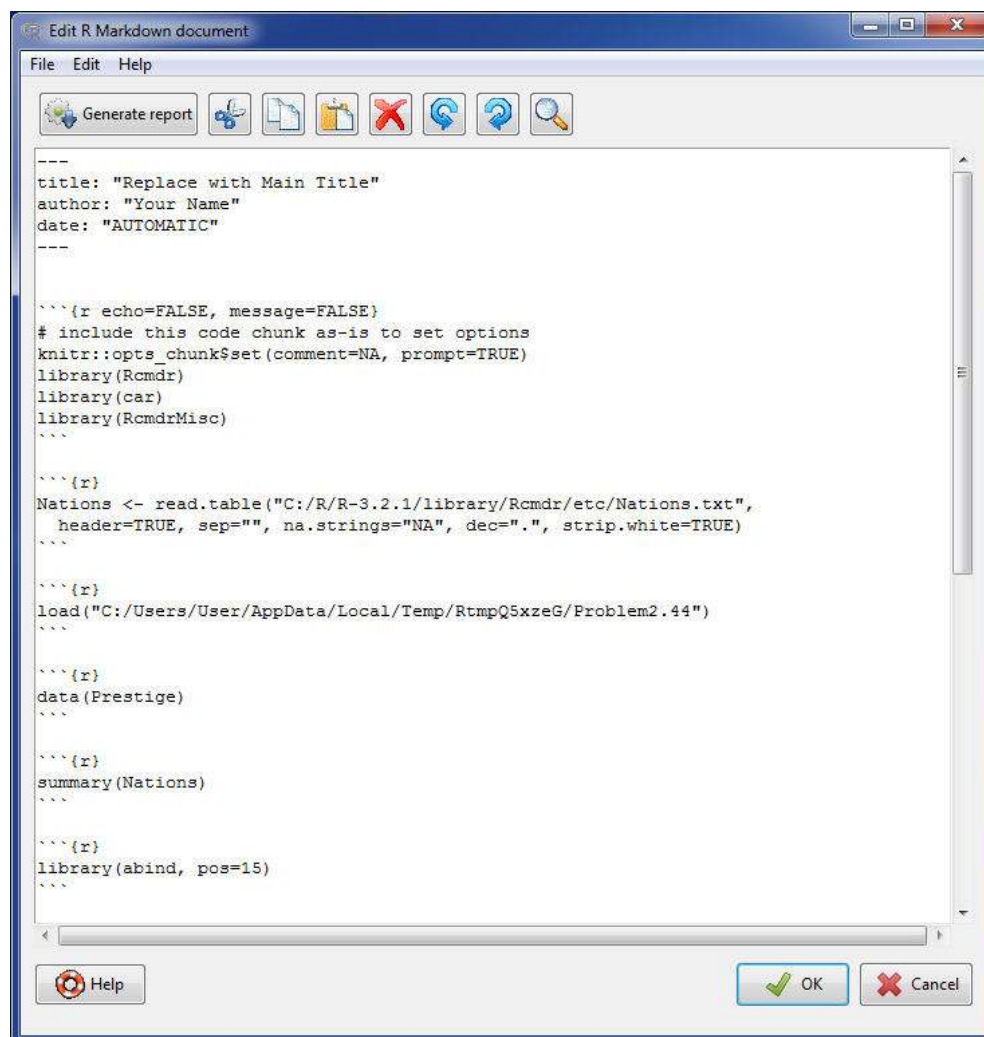 Edit R Markdown document
File Edit Help
Generate report
---
title: "Replace with Main Title"
author: "Your Name"
date: "AUTOMATIC"
---
```{r echo=FALSE, message=FALSE}
# include this code chunk as-is to set options
knitr::opts_chunk$set(comment=NA, prompt=TRUE)
library(Rcmdr)
library(car)
library(RcmdrMisc)
```
```{r}
Nations <- read.table("C:/R/R-3.2.1/library/Rcmdr/etc/Nations.txt",
  header=TRUE, sep="", na.strings="NA", dec=".", strip.white=TRUE)
```
```{r}
load("C:/Users/User/AppData/Local/Temp/RtmpQ5xzeG/Problem2.44")
```
```{r}
data(Prestige)
```
```{r}
summary(Nations)
```
```{r}
library(abind, pos=15)
```
Help
OK
Cancel